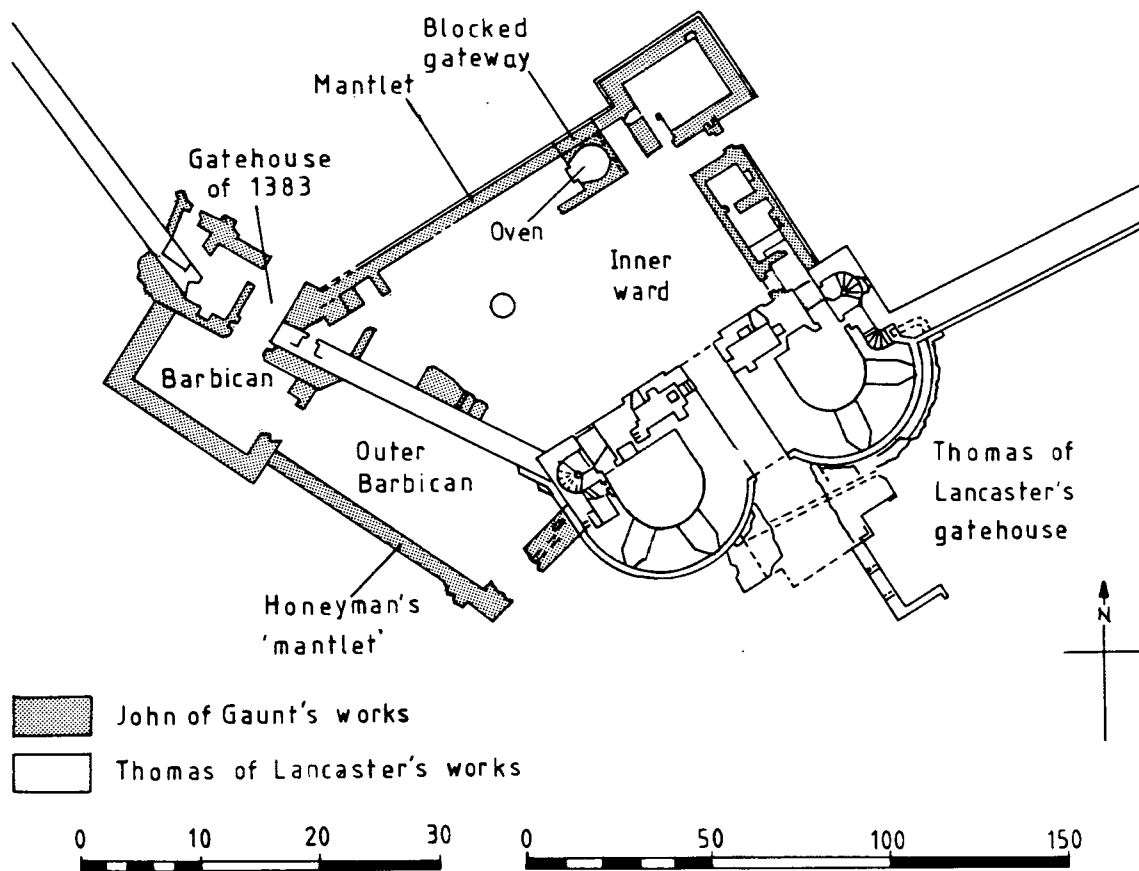 Blocked
gateway
Mantlet
Gatehouse
of 1383
Oven
Inner
ward
Barbican
Outer
Barbican
Thomas of
Lancaster's
gatehouse
Honeyman's
'mantlet'
N
John of Gaunt's works
Thomas of Lancaster's works
0 10 20 30
0 50 100 150